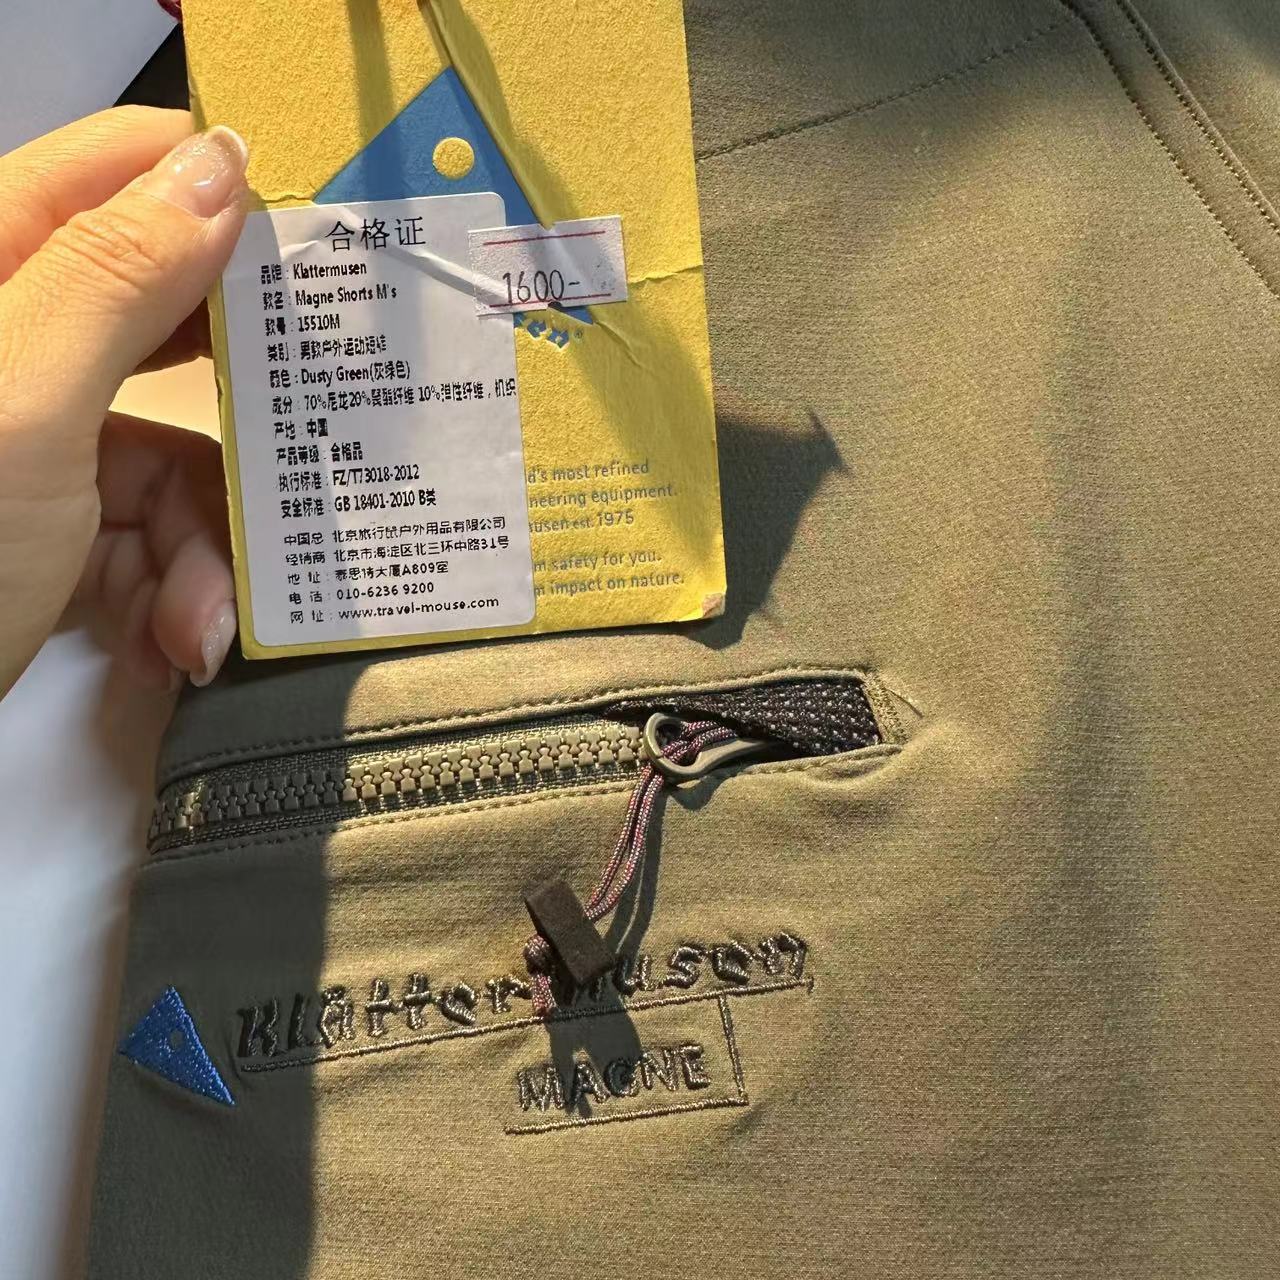 合格证
品牌：Klattermusen
款名：Magne Shorts M's
款号：15510M
类别：男款户外运动短裤
颜色：Dusty Green(灰绿色)
成分：70%尼龙20%聚酯纤维 10%弹性纤维，机织
产地：中国
产品等级：合格品
执行标准：FZ/T73018-2012
安全标准：GB 18401-2010 B类
中国总经销商 北京旅行鼠户外用品有限公司
地 址：北京市海淀区北三环中路31号
泰思特大厦A809室
电 话：010-6236 9200
网 址：www.travel-mouse.com
1600-
d's most refined
neering equipment.
usen est. 1975
m safety for you.
m impact on nature.
Klättermusen
MAGNE